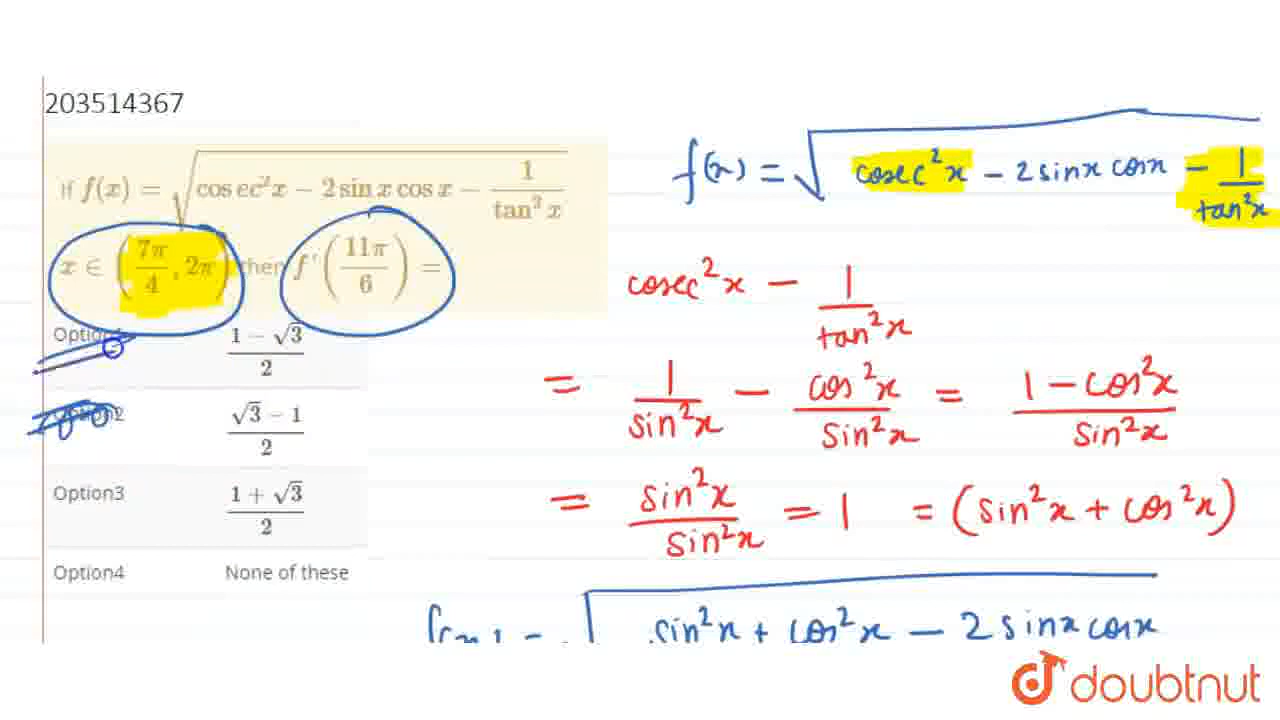 203514367
If f(x) = √(cosec²x − 2 sin x cos x − 1/tan²x)
x ∈ (7π/4, 2π) then f'(11π/6) =
Option1 (1 − √3)/2
(√3 − 1)/2
Option3 (1 + √3)/2
Option4 None of these
f(x) = √(cosec²x − 2 sinx cosx − 1/tan²x)
cosec²x − 1/tan²x
= 1/sin²x − cos²x/sin²x = (1 − cos²x)/sin²x
= sin²x/sin²x = 1 = (sin²x + cos²x)
f(x) = √(sin²x + cos²x − 2 sinx cosx
doubtnut